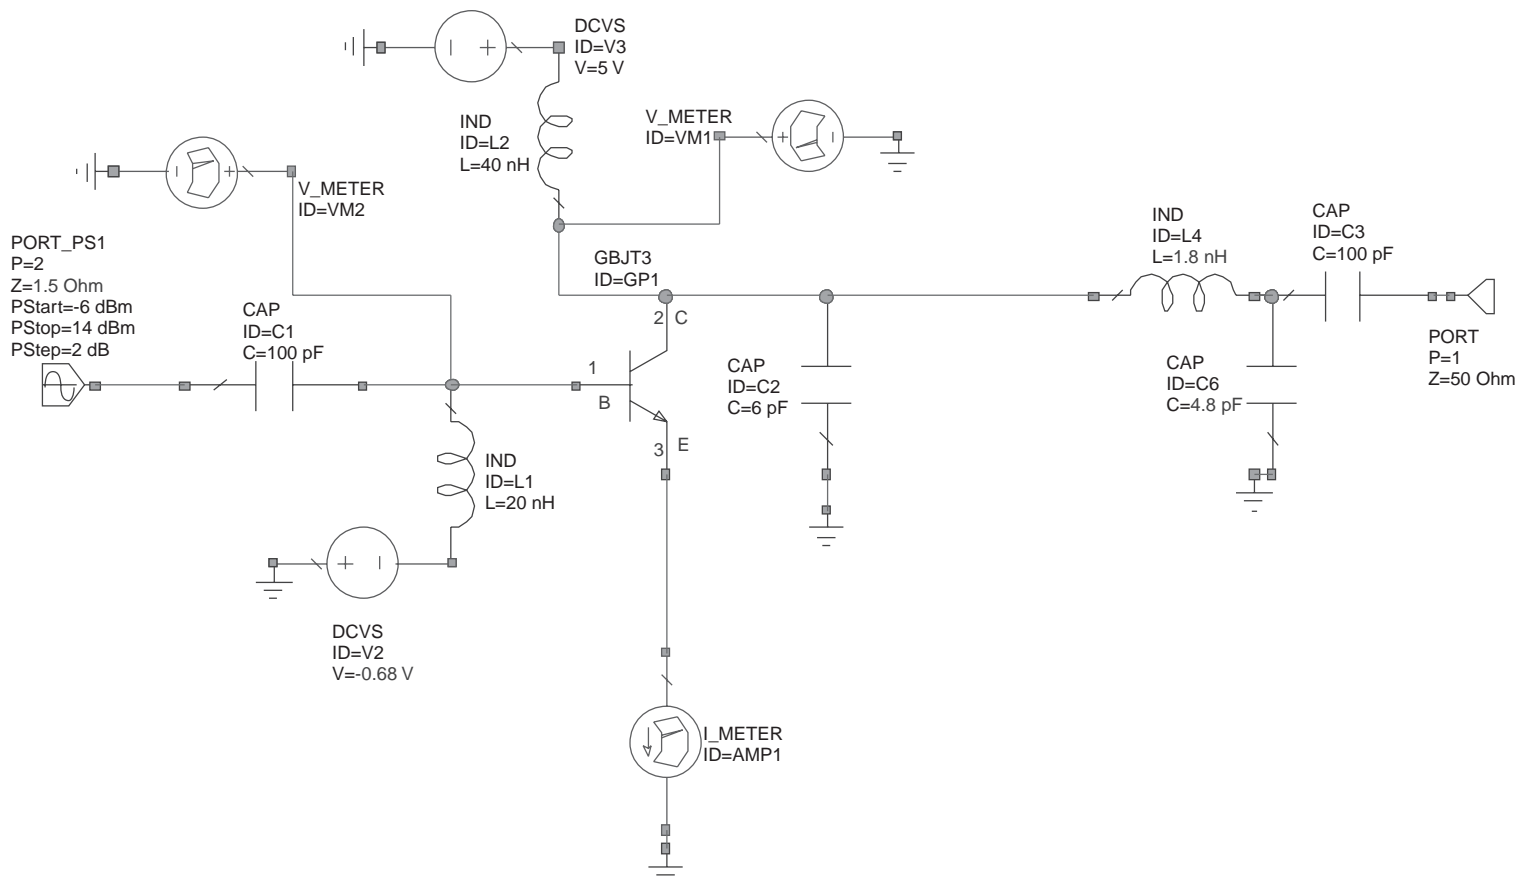 DCVS
ID=V3
V=5 V
IND
ID=L2
L=40 nH
V_METER
ID=VM1
V_METER
ID=VM2
PORT_PS1
P=2
Z=1.5 Ohm
PStart=-6 dBm
PStop=14 dBm
PStep=2 dB
CAP
ID=C1
C=100 pF
GBJT3
ID=GP1
2 C
1
B
3 E
IND
ID=L4
L=1.8 nH
CAP
ID=C3
C=100 pF
CAP
ID=C2
C=6 pF
CAP
ID=C6
C=4.8 pF
PORT
P=1
Z=50 Ohm
IND
ID=L1
L=20 nH
DCVS
ID=V2
V=-0.68 V
I_METER
ID=AMP1